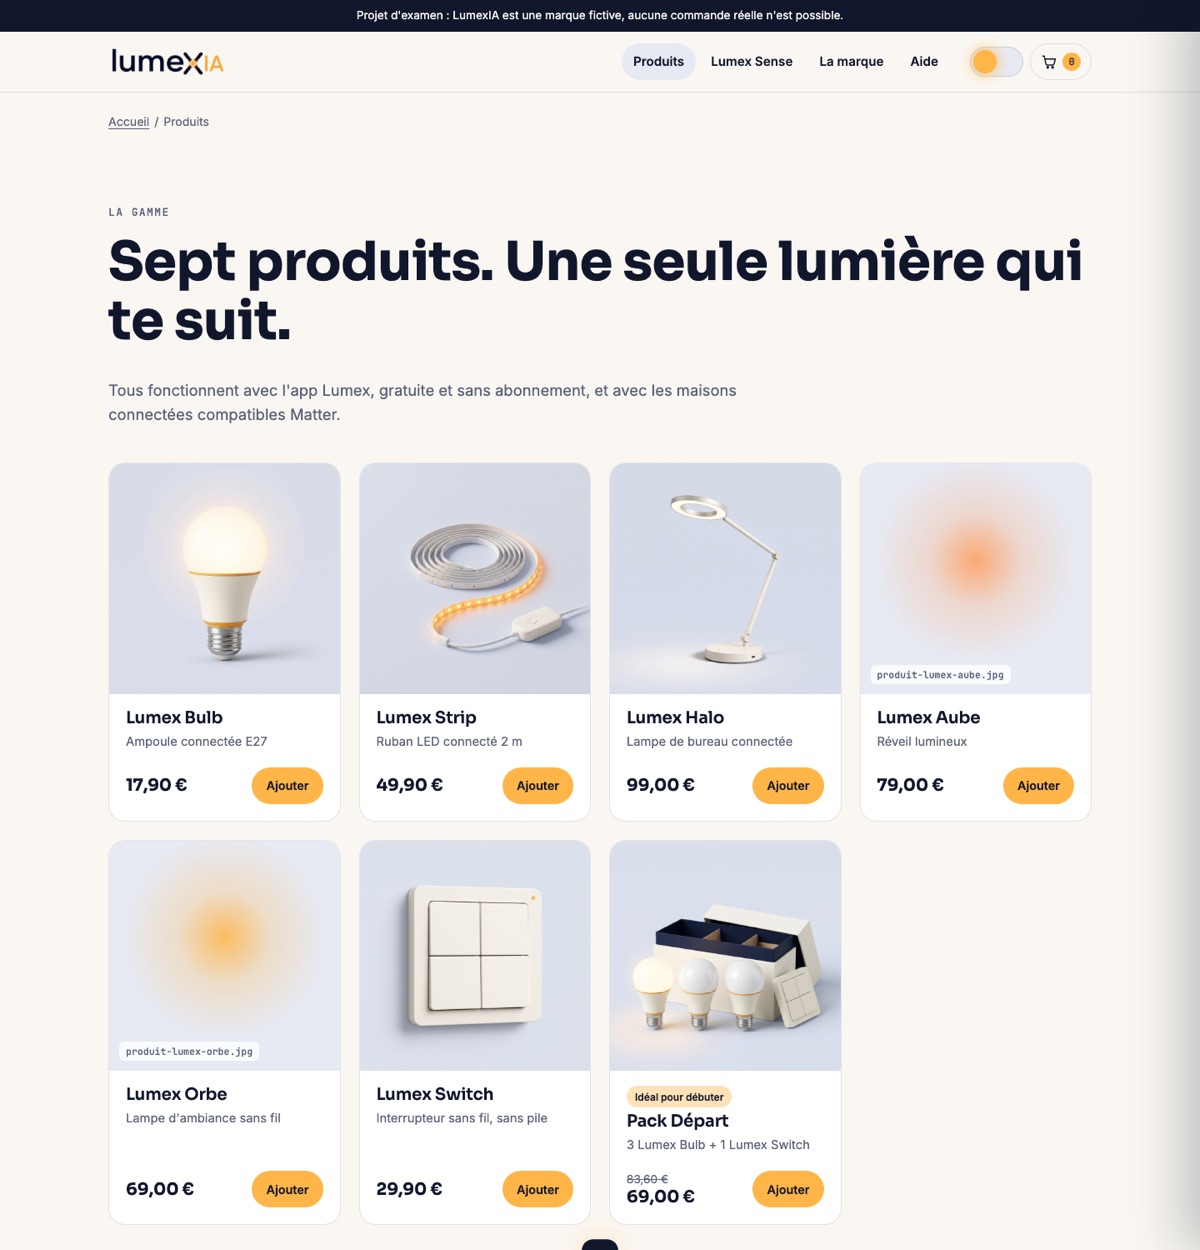 Projet d'examen : LumexIA est une marque fictive, aucune commande réelle n'est possible.
lumeXIA
Produits
Lumex Sense
La marque
Aide
0
Accueil / Produits
LA GAMME
Sept produits. Une seule lumière qui
te suit.
Tous fonctionnent avec l'app Lumex, gratuite et sans abonnement, et avec les maisons
connectées compatibles Matter.
Lumex Bulb
Ampoule connectée E27
17,90 €
Ajouter
Lumex Strip
Ruban LED connecté 2 m
49,90 €
Ajouter
Lumex Halo
Lampe de bureau connectée
99,00 €
Ajouter
produit-lumex-aube.jpg
Lumex Aube
Réveil lumineux
79,00 €
Ajouter
produit-lumex-orbe.jpg
Lumex Orbe
Lampe d'ambiance sans fil
69,00 €
Ajouter
Lumex Switch
Interrupteur sans fil, sans pile
29,90 €
Ajouter
Idéal pour débuter
Pack Départ
3 Lumex Bulb + 1 Lumex Switch
83,60 €
69,00 €
Ajouter